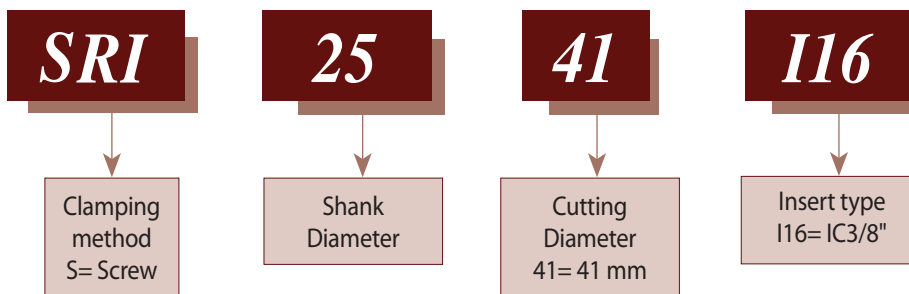 SRI 25 41 I16
Clamping
method
S= Screw
Shank
Diameter
Cutting
Diameter
41= 41 mm
Insert type
I16= IC3/8"